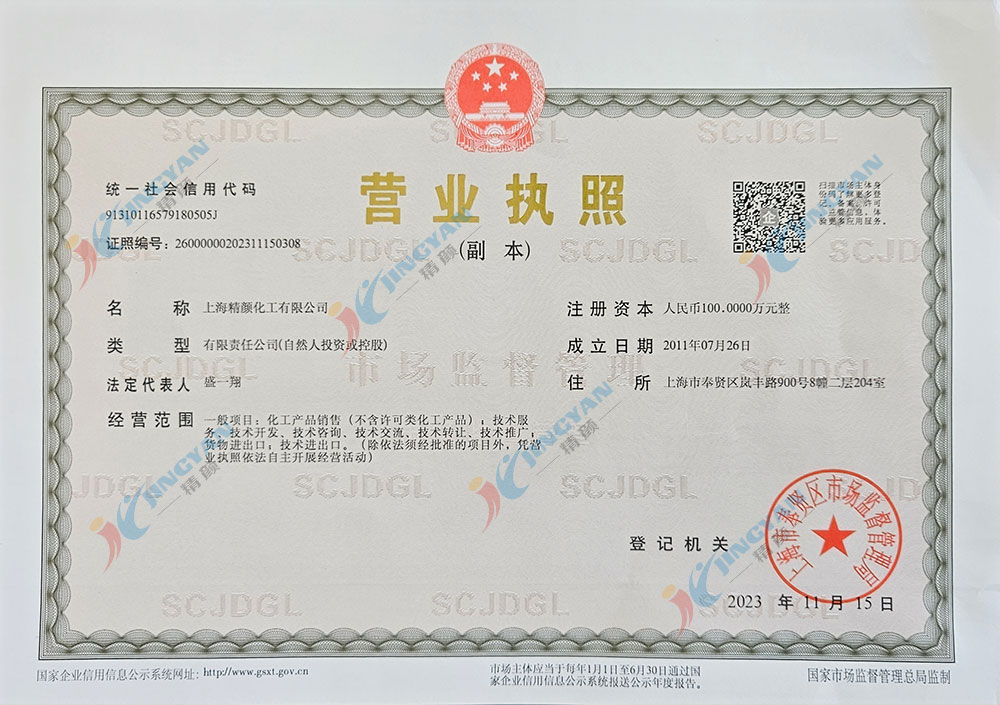 营业执照
(副 本)
统一社会信用代码
91310116579180505J
证照编号：26000000202311150308
扫描市场主体身
份码了解更多登
记、备案、许可
、监管信息，体
验更多应用服务。
名 称 上海精颜化工有限公司
类 型 有限责任公司(自然人投资或控股)
法定代表人 盛一翔
经营范围 一般项目：化工产品销售（不含许可类化工产品）；技术服
务、技术开发、技术咨询、技术交流、技术转让、技术推广；
货物进出口；技术进出口。（除依法须经批准的项目外，凭营
业执照依法自主开展经营活动）
注册资本 人民币100.0000万元整
成立日期 2011年07月26日
住 所 上海市奉贤区岚丰路900号8幢二层204室
登记机关
上海市奉贤区市场监督管理局
2023 年 11 月 15 日
国家企业信用信息公示系统网址：http://www.gsxt.gov.cn
市场主体应当于每年1月1日至6月30日通过国
家企业信用信息公示系统报送公示年度报告。
国家市场监督管理总局监制
市场监督管理
SCJDGL
JINGYAN
精颜